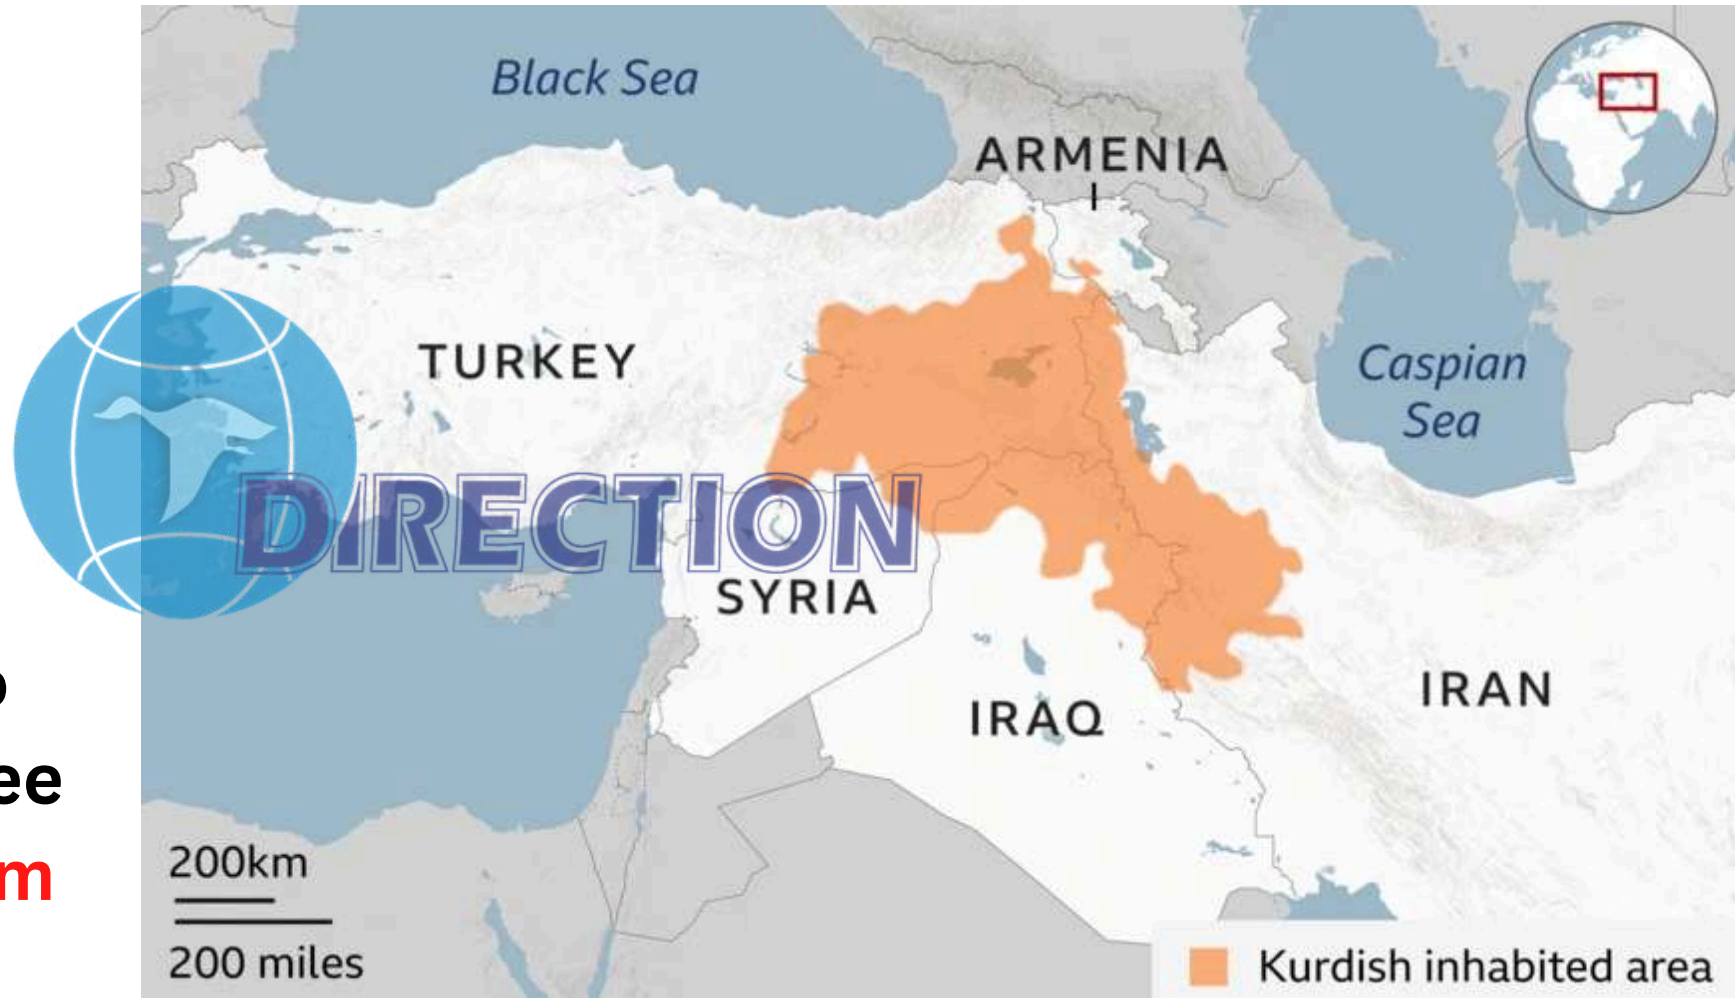 Black Sea
ARMENIA
TURKEY
Caspian
Sea
DIRECTION
SYRIA
IRAN
IRAQ
ee
m
200km
200 miles
Kurdish inhabited area